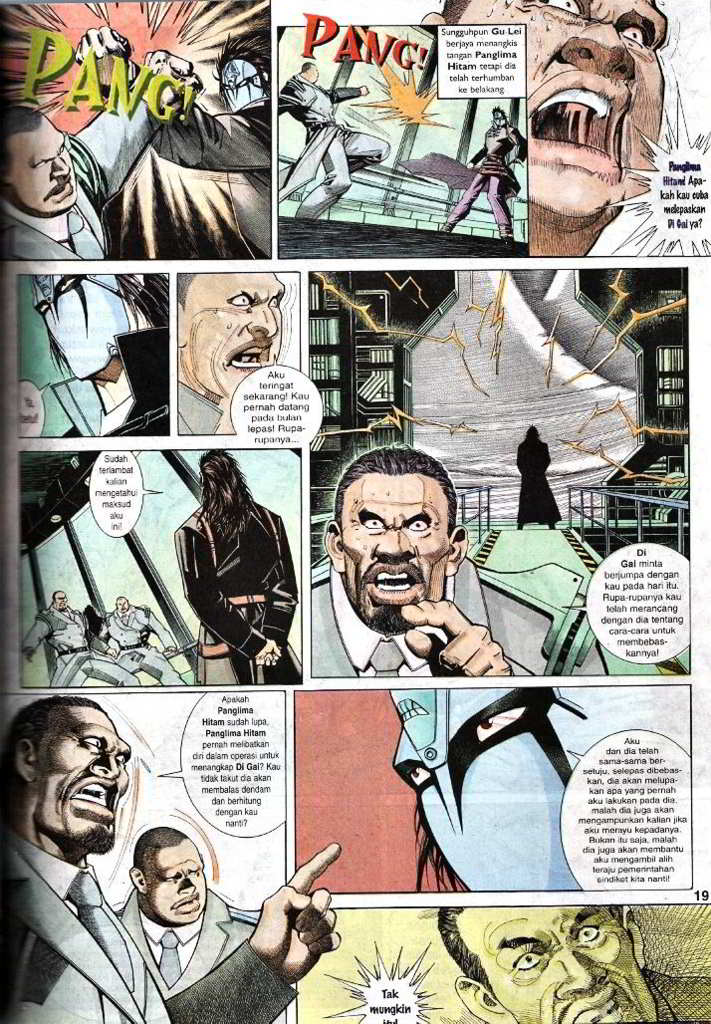 PANG!
PANG!
Sungguhpun Gu Lei
berjaya menangkis
tangan Panglima
Hitam tetapi dia
telah terhumban
ke belakang
Panglima
Hitam! Apa-
kah kau cuba
melepaskan
Di Gal ya?
Ya,
betul!
Aku
teringat
sekarang! Kau
pernah datang
pada bulan
lepas! Rupa-
rupanya...
Di
Gal minta
berjumpa dengan
kau pada hari itu.
Rupa-rupanya kau
telah merancang
dengan dia tentang
cara-cara untuk
membebas-
kannya!
Sudah
terlambat
kalian
mengetahui
maksud
aku
ini!
Apakah
Panglima
Hitam sudah lupa,
Panglima Hitam
pernah melibatkan
diri dalam operasi untuk
menangkap Di Gal? Kau
tidak takut dia akan
membalas dendam
dan berhitung
dengan kau
nanti?
Aku
dan dia telah
sama-sama ber-
setuju, selepas dibebas-
kan, dia akan melupa-
kan apa yang pernah
aku lakukan pada dia.
malah dia juga akan
mengampunkan kalian jika
aku merayu kepadanya.
Bukan itu saja, malah
dia juga akan membantu
aku mengambil alih
teraju pemerintahan
sindiket kita nanti!
19
Tak
mungkin
itu!